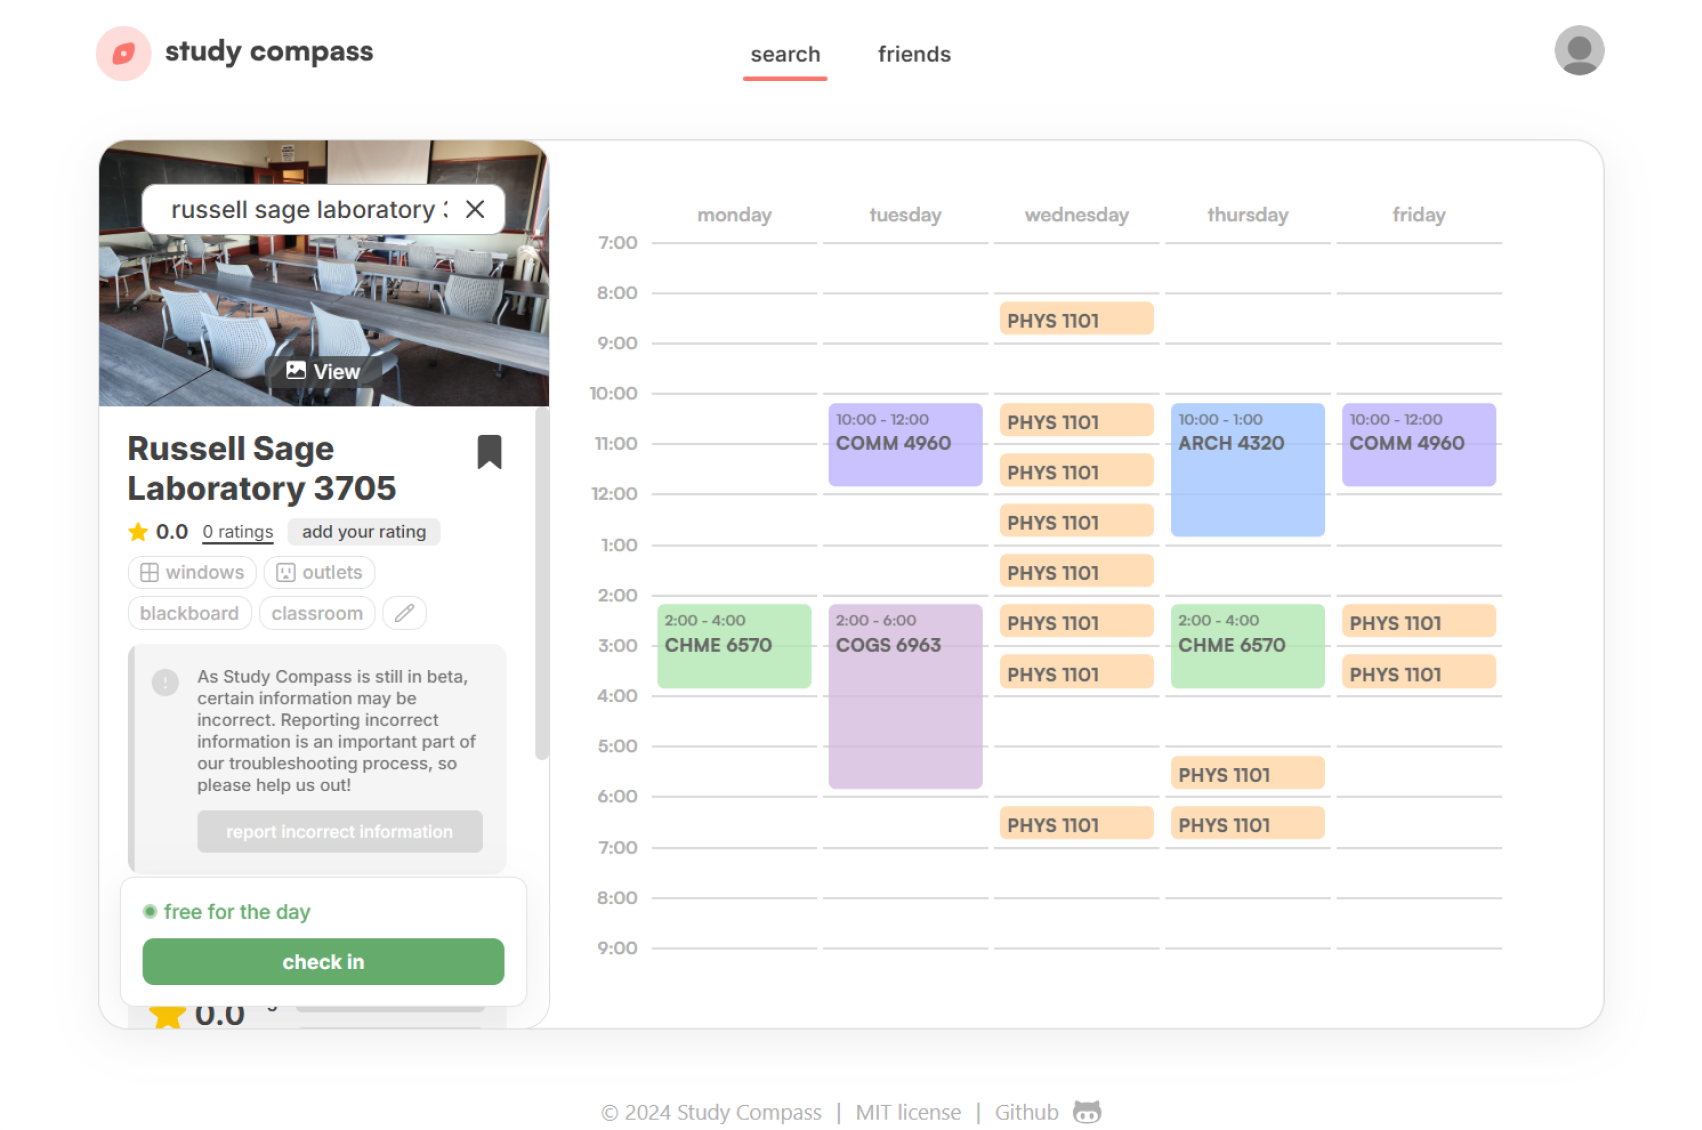 study compass
search
friends
russell sage laboratory
View
Russell Sage
Laboratory 3705
0.0 0 ratings add your rating
windows outlets
blackboard classroom
As Study Compass is still in beta,
certain information may be
incorrect. Reporting incorrect
information is an important part of
our troubleshooting process, so
please help us out!
report incorrect information
free for the day
check in
0.0
monday tuesday wednesday thursday friday
7:00
8:00
PHYS 1101
9:00
10:00
10:00 - 12:00 PHYS 1101 10:00 - 1:00 10:00 - 12:00
11:00 COMM 4960 ARCH 4320 COMM 4960
PHYS 1101
12:00
PHYS 1101
1:00
PHYS 1101
2:00
2:00 - 4:00 2:00 - 6:00 PHYS 1101 2:00 - 4:00 PHYS 1101
3:00 CHME 6570 COGS 6963 CHME 6570
PHYS 1101 PHYS 1101
4:00
5:00
PHYS 1101
6:00
PHYS 1101 PHYS 1101
7:00
8:00
9:00
© 2024 Study Compass | MIT license | Github